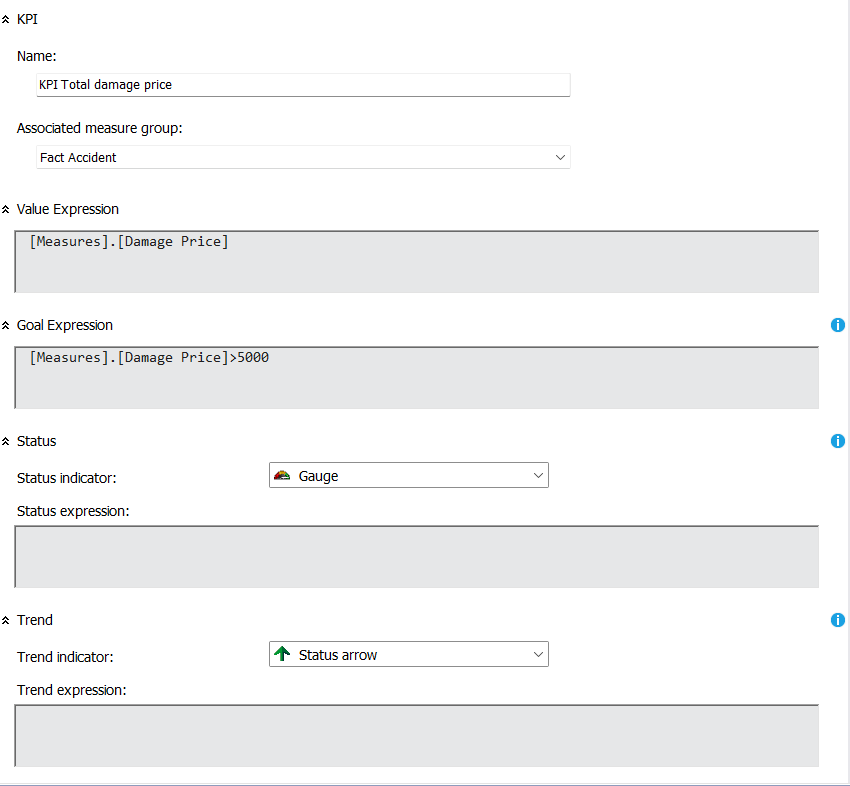 KPI
Name:
KPI Total damage price
Associated measure group:
Fact Accident
Value Expression
[Measures].[Damage Price]
Goal Expression
[Measures].[Damage Price]>5000
Status
Status indicator:
Gauge
Status expression:
Trend
Trend indicator:
Status arrow
Trend expression: